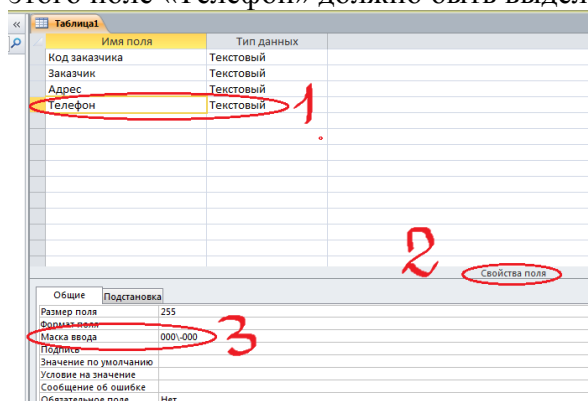 этого поле «Телефон» должно быть выдел
« Таблица1
Имя поля Тип данных
Код заказчика Текстовый
Заказчик Текстовый
Адрес Текстовый
Телефон Текстовый
1
2
Свойства поля
Общие Подстановка
Размер поля 255
Формат поля
Маска ввода 000\-000
3
Подпись
Значение по умолчанию
Условие на значение
Сообщение об ошибке
Обязательное поле Нет